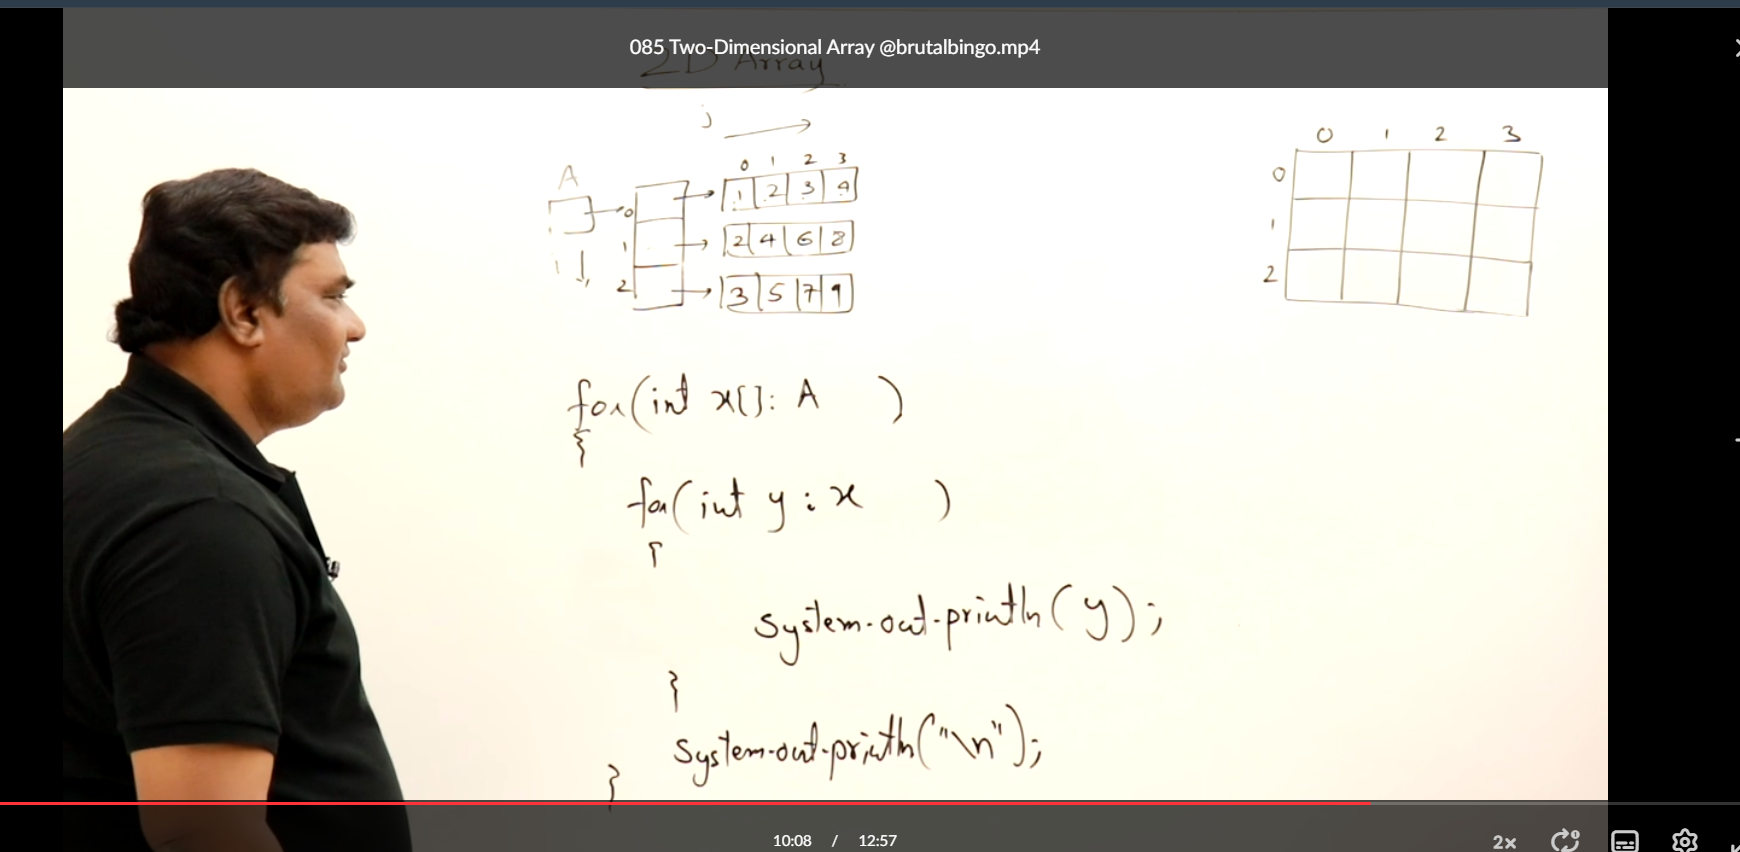 085 Two-Dimensional Array @brutalbingo.mp4
2D Array
j
A
0 1 2 3
0 1 2 3 4
1 2 4 6 8
i 2 3 5 7 9
0 1 2 3
0
1
2
for(int x[]: A )
{
for(int y : x )
{
System.out.println(y);
}
System.out.println("\n");
}
10:08 / 12:57
2x